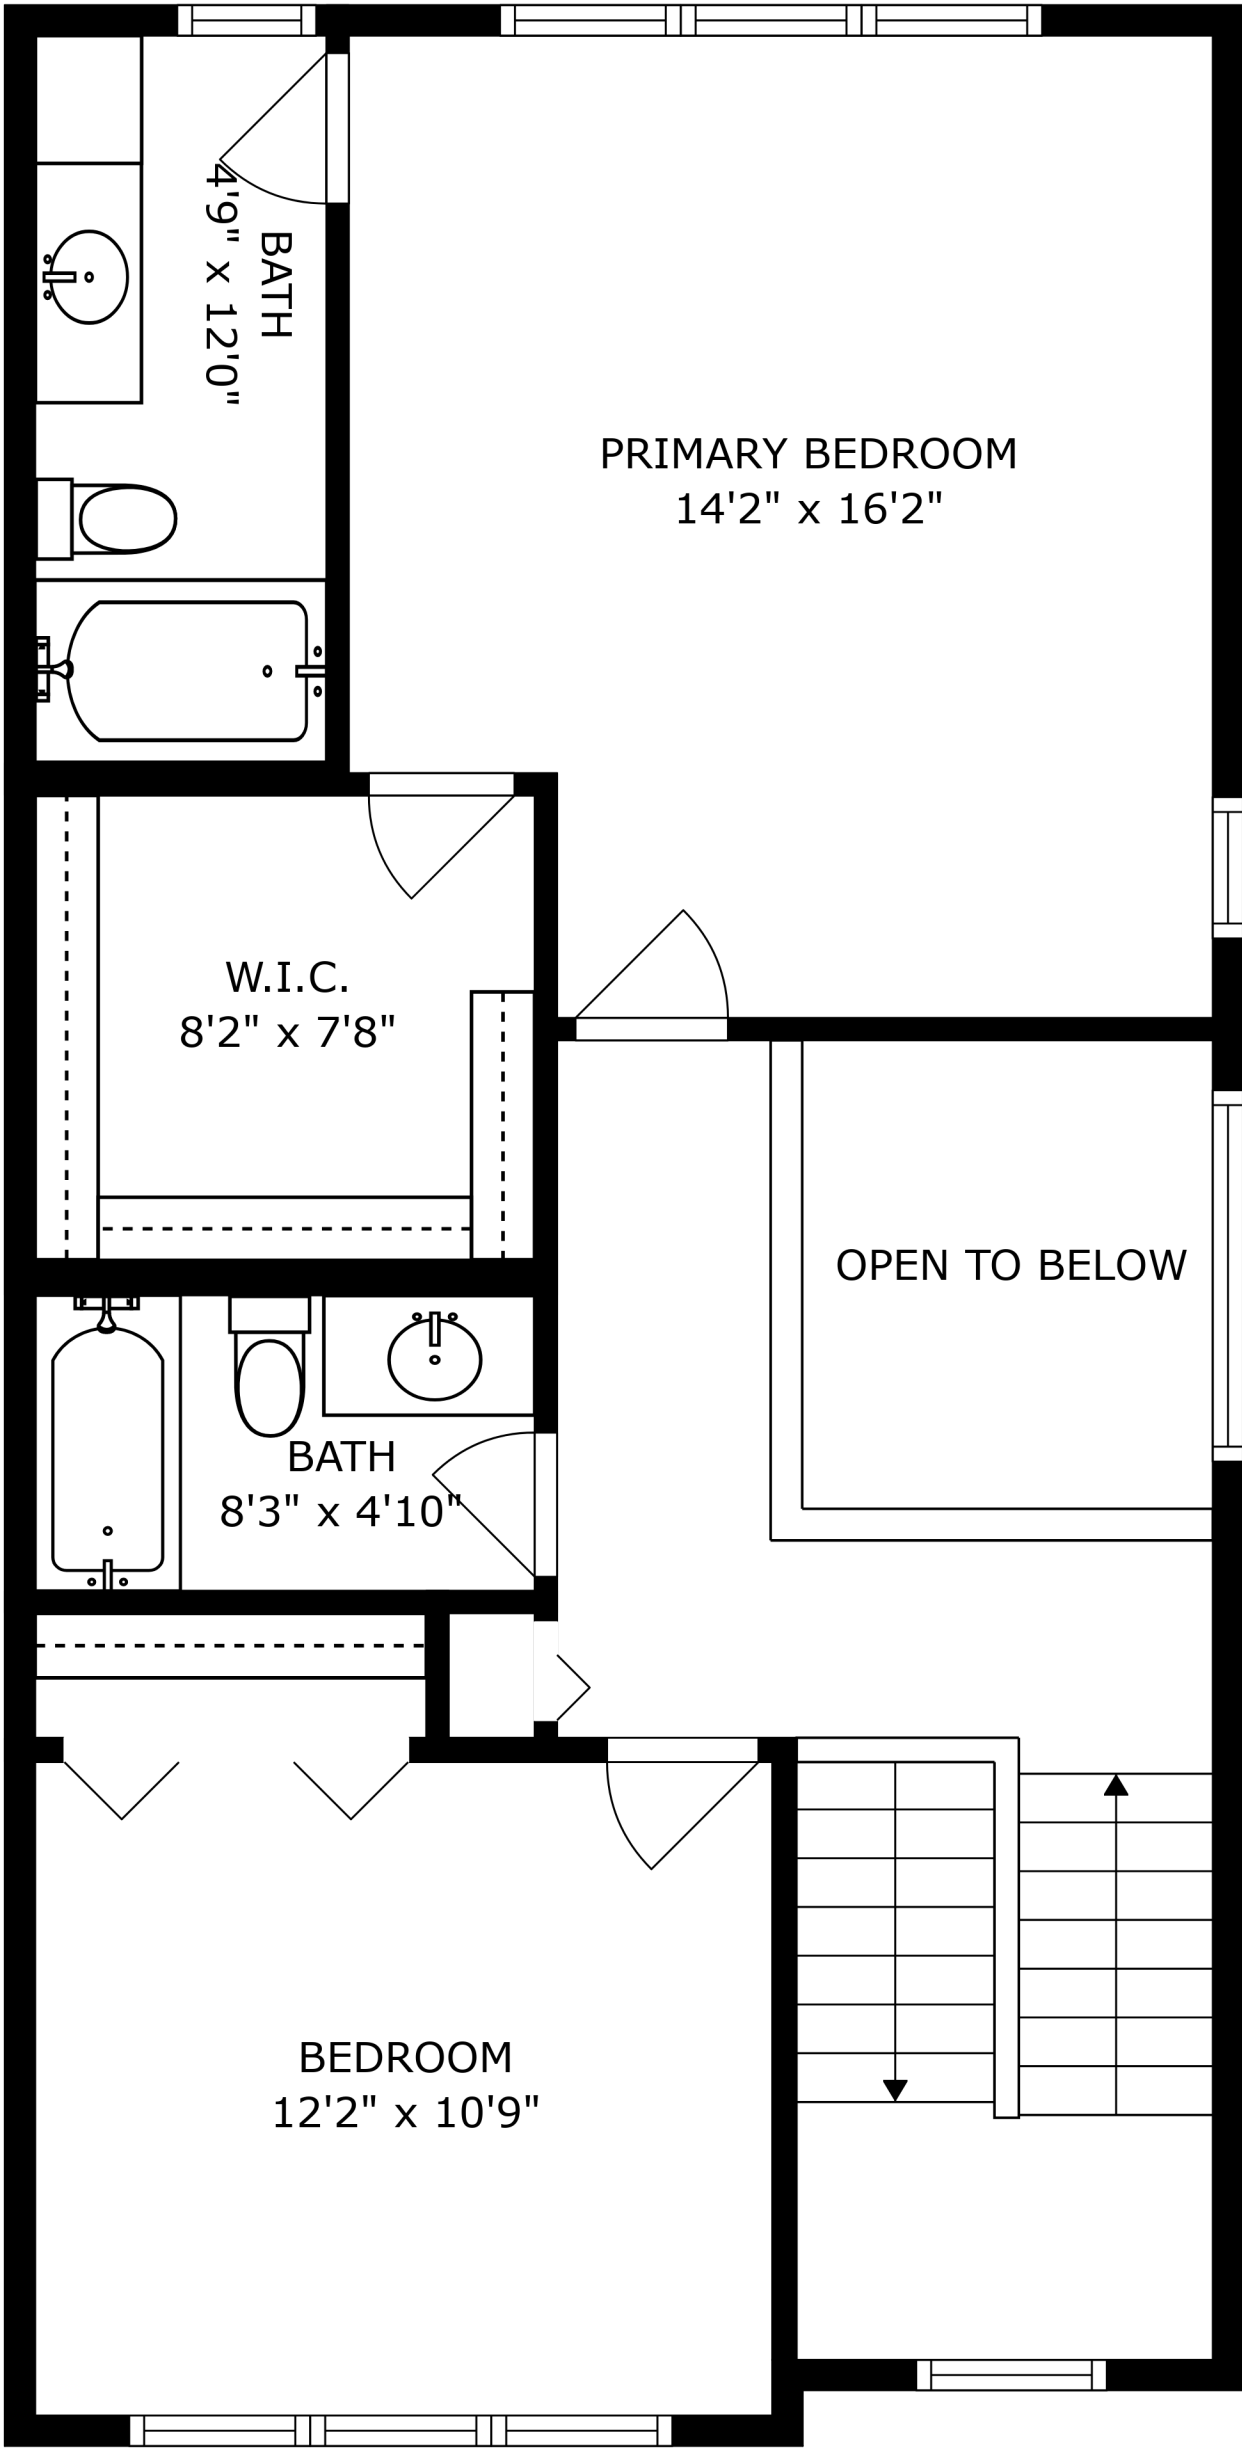 BATH
4'9" x 12'0"
PRIMARY BEDROOM
14'2" x 16'2"
W.I.C.
8'2" x 7'8"
OPEN TO BELOW
BATH
8'3" x 4'10"
BEDROOM
12'2" x 10'9"